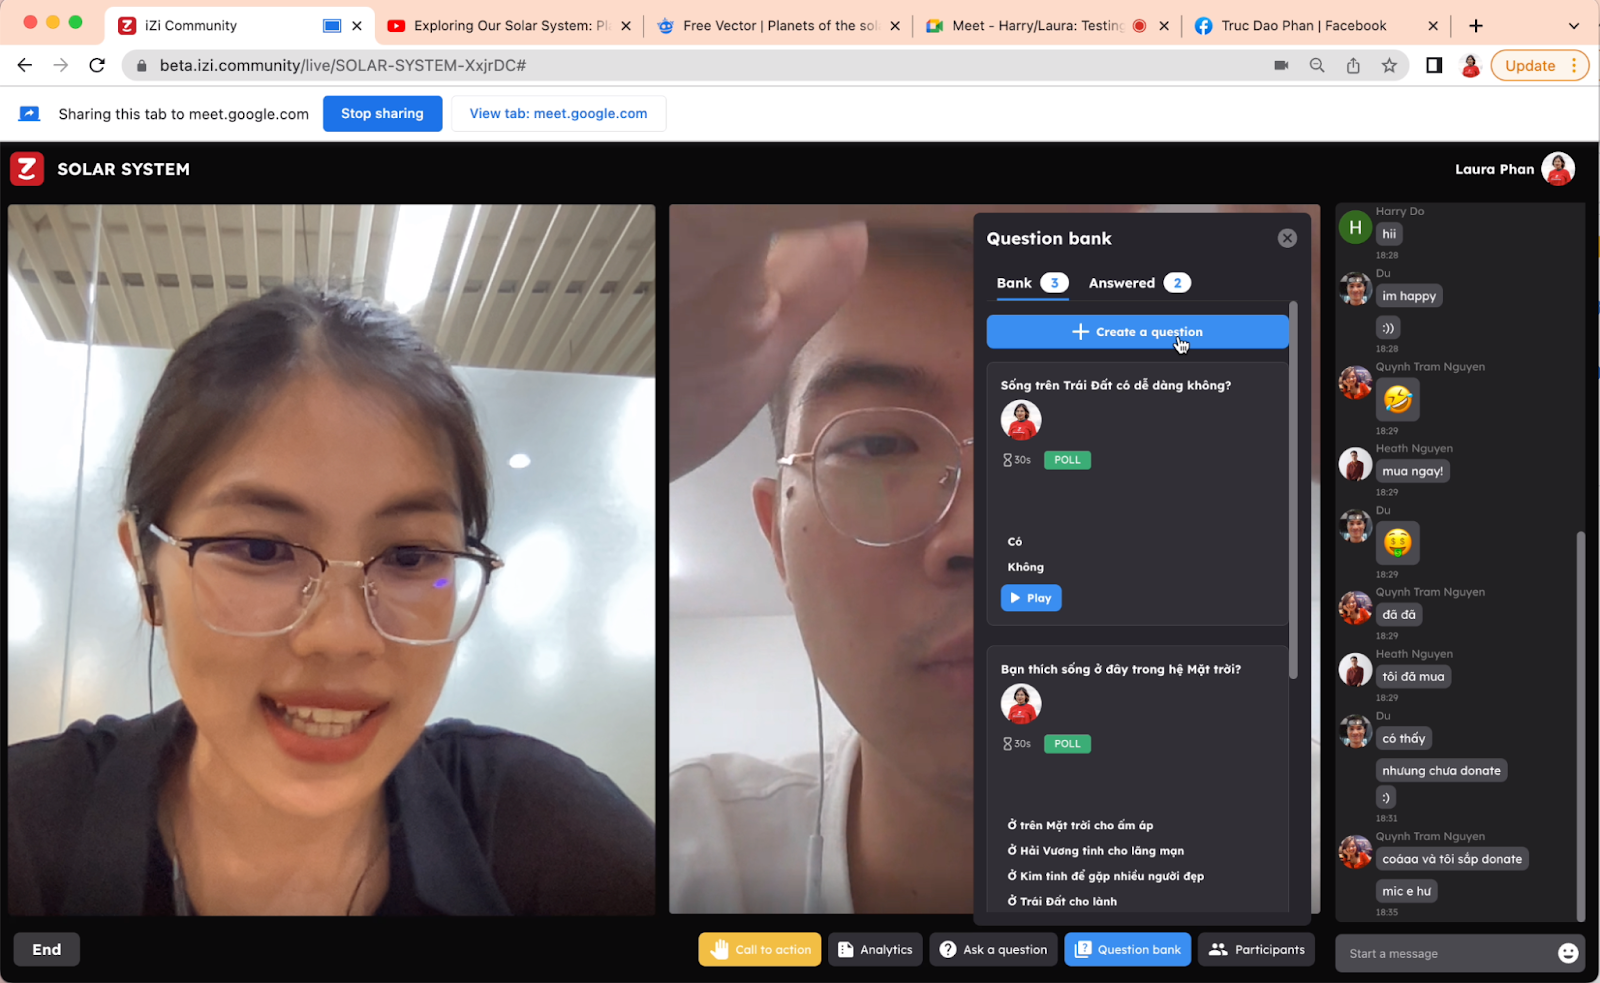 iZi Community
Exploring Our Solar System: Pl
Free Vector | Planets of the sol
Meet - Harry/Laura: Testing
Truc Dao Phan | Facebook
beta.izi.community/live/SOLAR-SYSTEM-XxjrDC#
Update
Sharing this tab to meet.google.com
Stop sharing
View tab: meet.google.com
SOLAR SYSTEM
Laura Phan
Question bank
Bank 3
Answered 2
+ Create a question
Sống trên Trái Đất có dễ dàng không?
30s POLL
Có
Không
Play
Bạn thích sống ở đây trong hệ Mặt trời?
30s POLL
Ở trên Mặt trời cho ấm áp
Ở Hải Vương tinh cho lãng mạn
Ở Kim tinh để gặp nhiều người đẹp
Ở Trái Đất cho lành
Harry Do
H
hii
18:28
Du
im happy
:))
18:28
Quynh Tram Nguyen
🤣
18:29
Heath Nguyen
mua ngay!
18:29
Du
🤑
18:29
Quynh Tram Nguyen
đã đã
18:29
Heath Nguyen
tôi đã mua
18:29
Du
có thấy
nhưung chưa donate
:)
18:31
Quynh Tram Nguyen
coáaa và tôi sắp donate
mic e hư
18:35
End
Call to action
Analytics
Ask a question
Question bank
Participants
Start a message